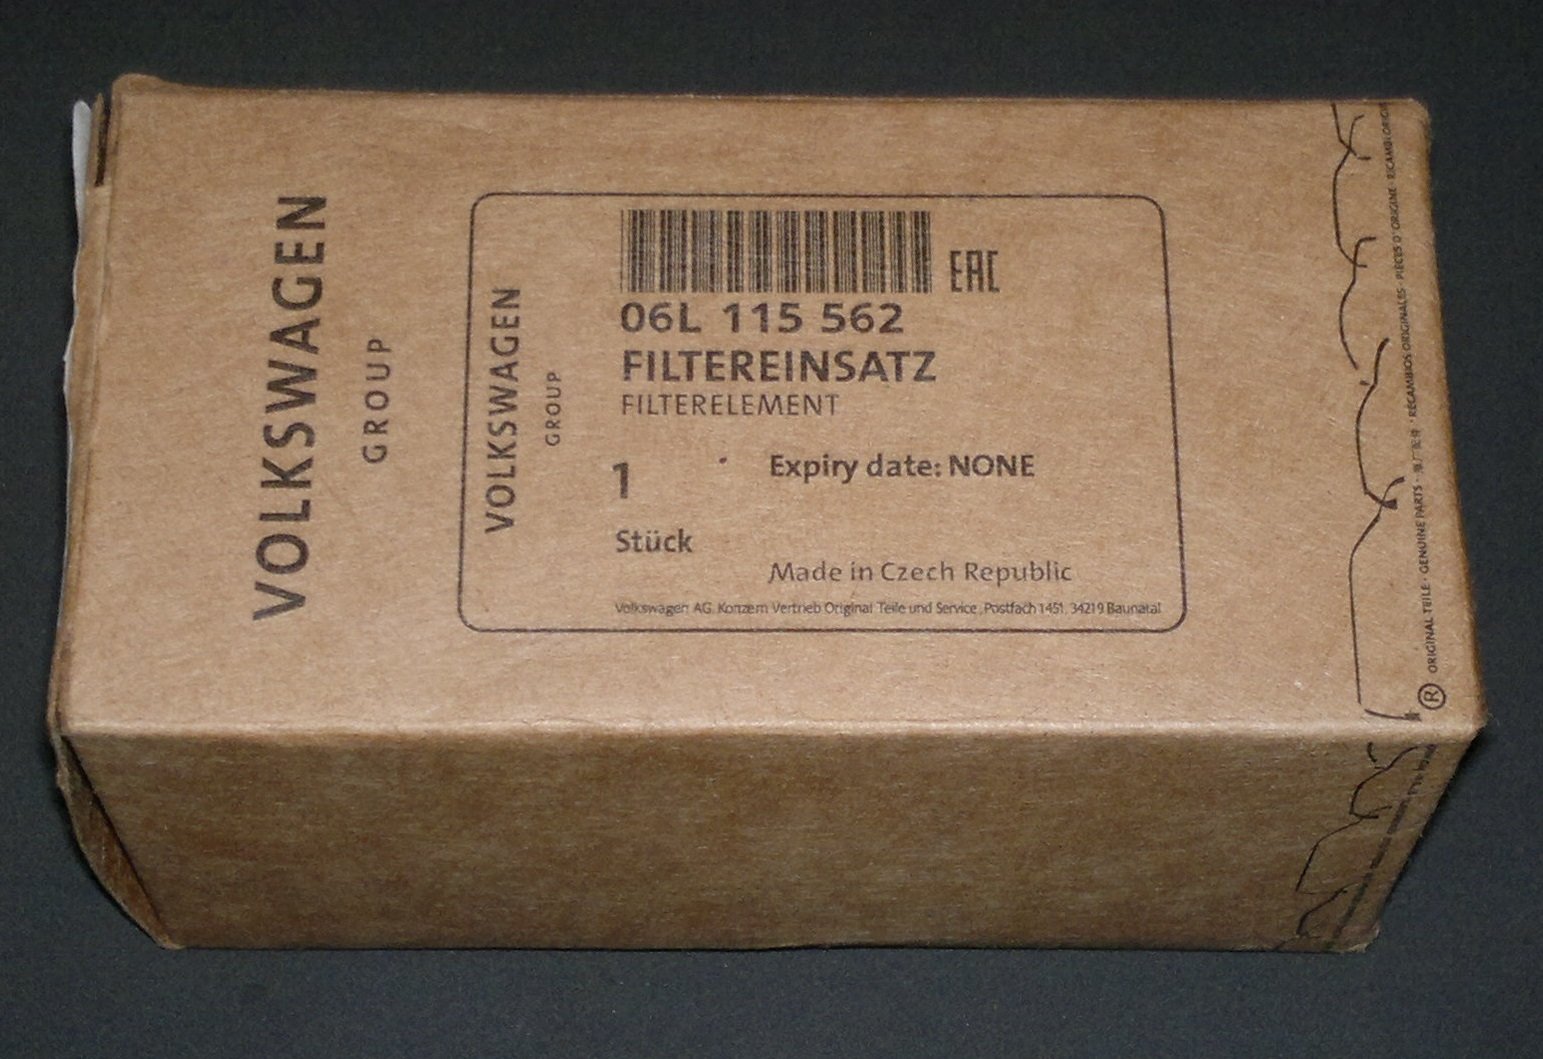 VOLKSWAGEN
GROUP
VOLKSWAGEN
GROUP
EAC
06L 115 562
FILTEREINSATZ
FILTERELEMENT
1
Expiry date: NONE
Stück
Made in Czech Republic
Volkswagen AG. Konzern Vertrieb Original Teile und Service, Postfach 1451, 34219 Baunatal
® ORIGINAL TEILE · GENUINE PARTS · RECAMBIOS ORIGINALES · PIÈCES D'ORIGINE · RICAMBI ORIGIN